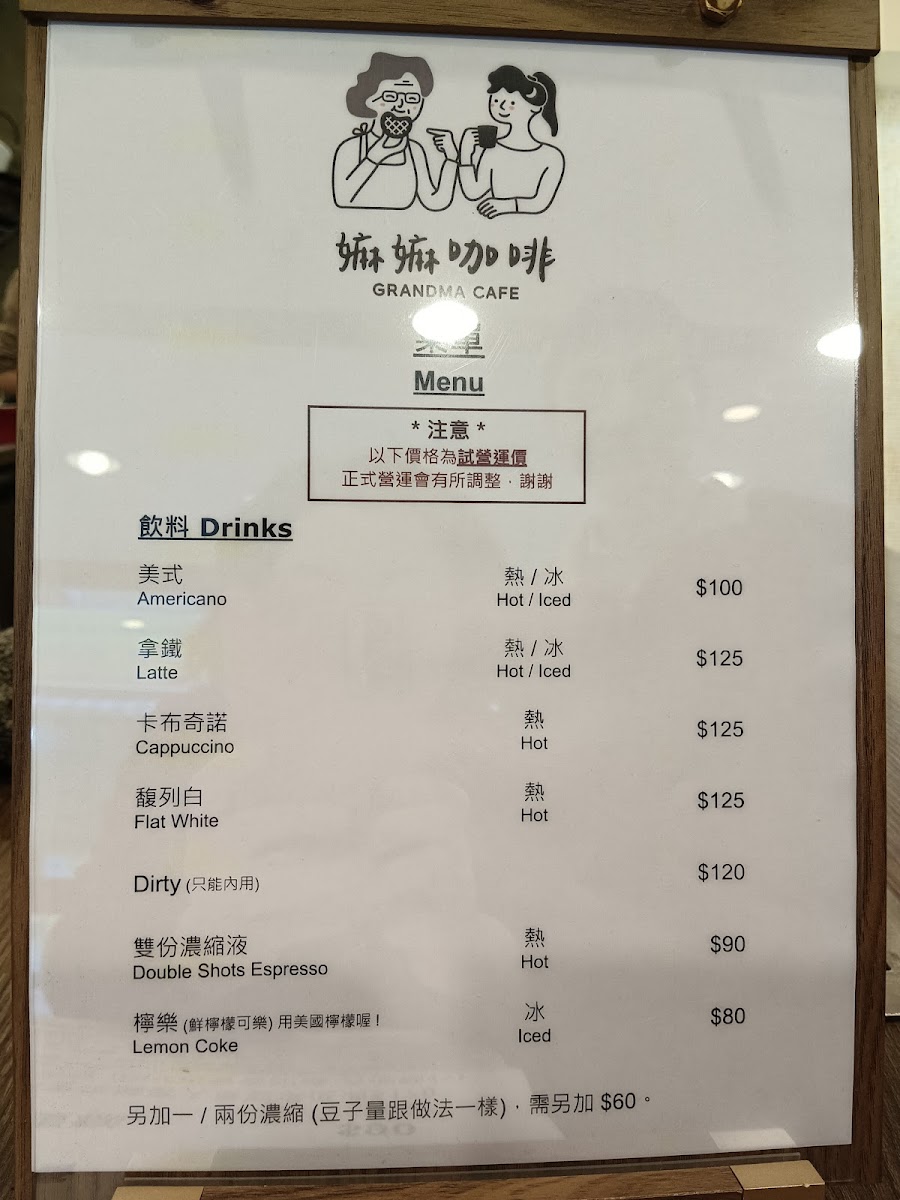 嫲嫲咖啡
GRANDMA CAFE
菜單
Menu
* 注意 *
以下價格為試營運價
正式營運會有所調整，謝謝
飲料 Drinks
美式 熱 / 冰
Americano Hot / Iced $100
拿鐵 熱 / 冰
Latte Hot / Iced $125
卡布奇諾 熱
Cappuccino Hot $125
馥列白 熱
Flat White Hot $125
Dirty (只能內用) $120
雙份濃縮液 熱
Double Shots Espresso Hot $90
檸樂 (鮮檸檬可樂) 用美國檸檬喔！ 冰
Lemon Coke Iced $80
另加一 / 兩份濃縮 (豆子量跟做法一樣)，需另加 $60。